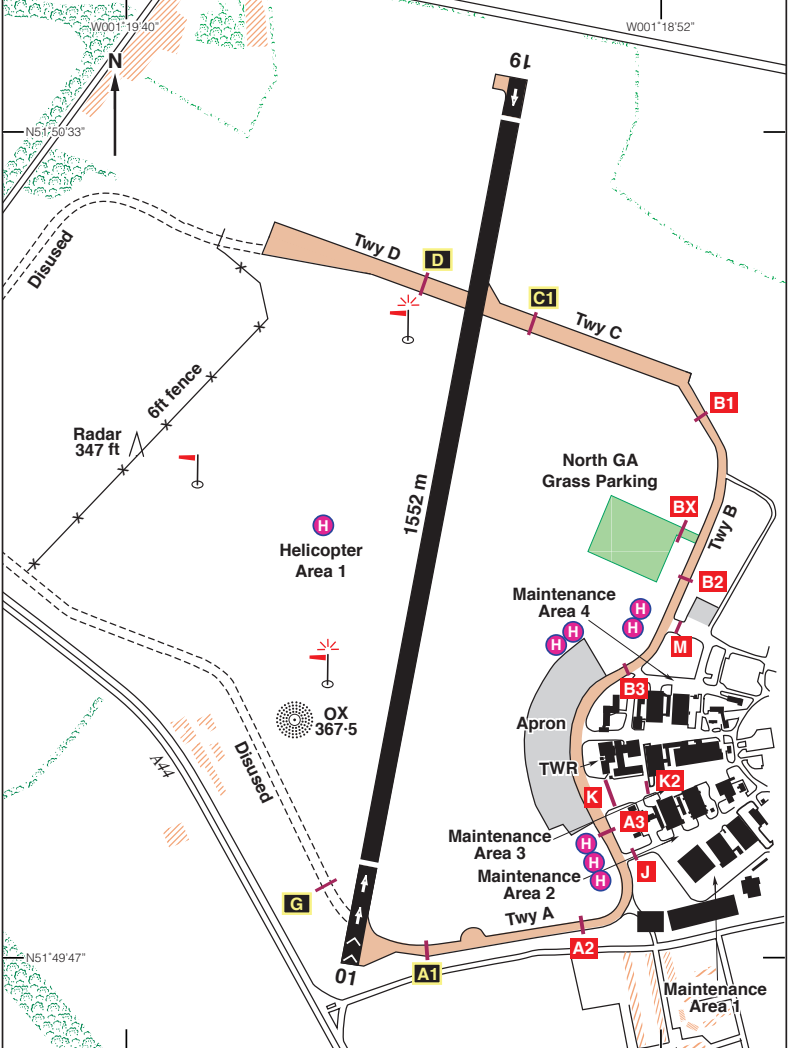 W001°19'40"
W001°18'52"
N
19
N51°50'33"
Disused
Twy D
D
C1
Twy C
6ft fence
B1
Radar
347 ft
North GA
Grass Parking
1552 m
BX
Twy B
H
Helicopter
Area 1
B2
Maintenance
Area 4
H
H
H
H
M
B3
OX
367·5
Apron
A44
Disused
TWR
K
K2
A3
Maintenance
Area 3
H
H
H
J
Maintenance
Area 2
G
Twy A
A2
A1
N51°49'47"
01
Maintenance
Area 1